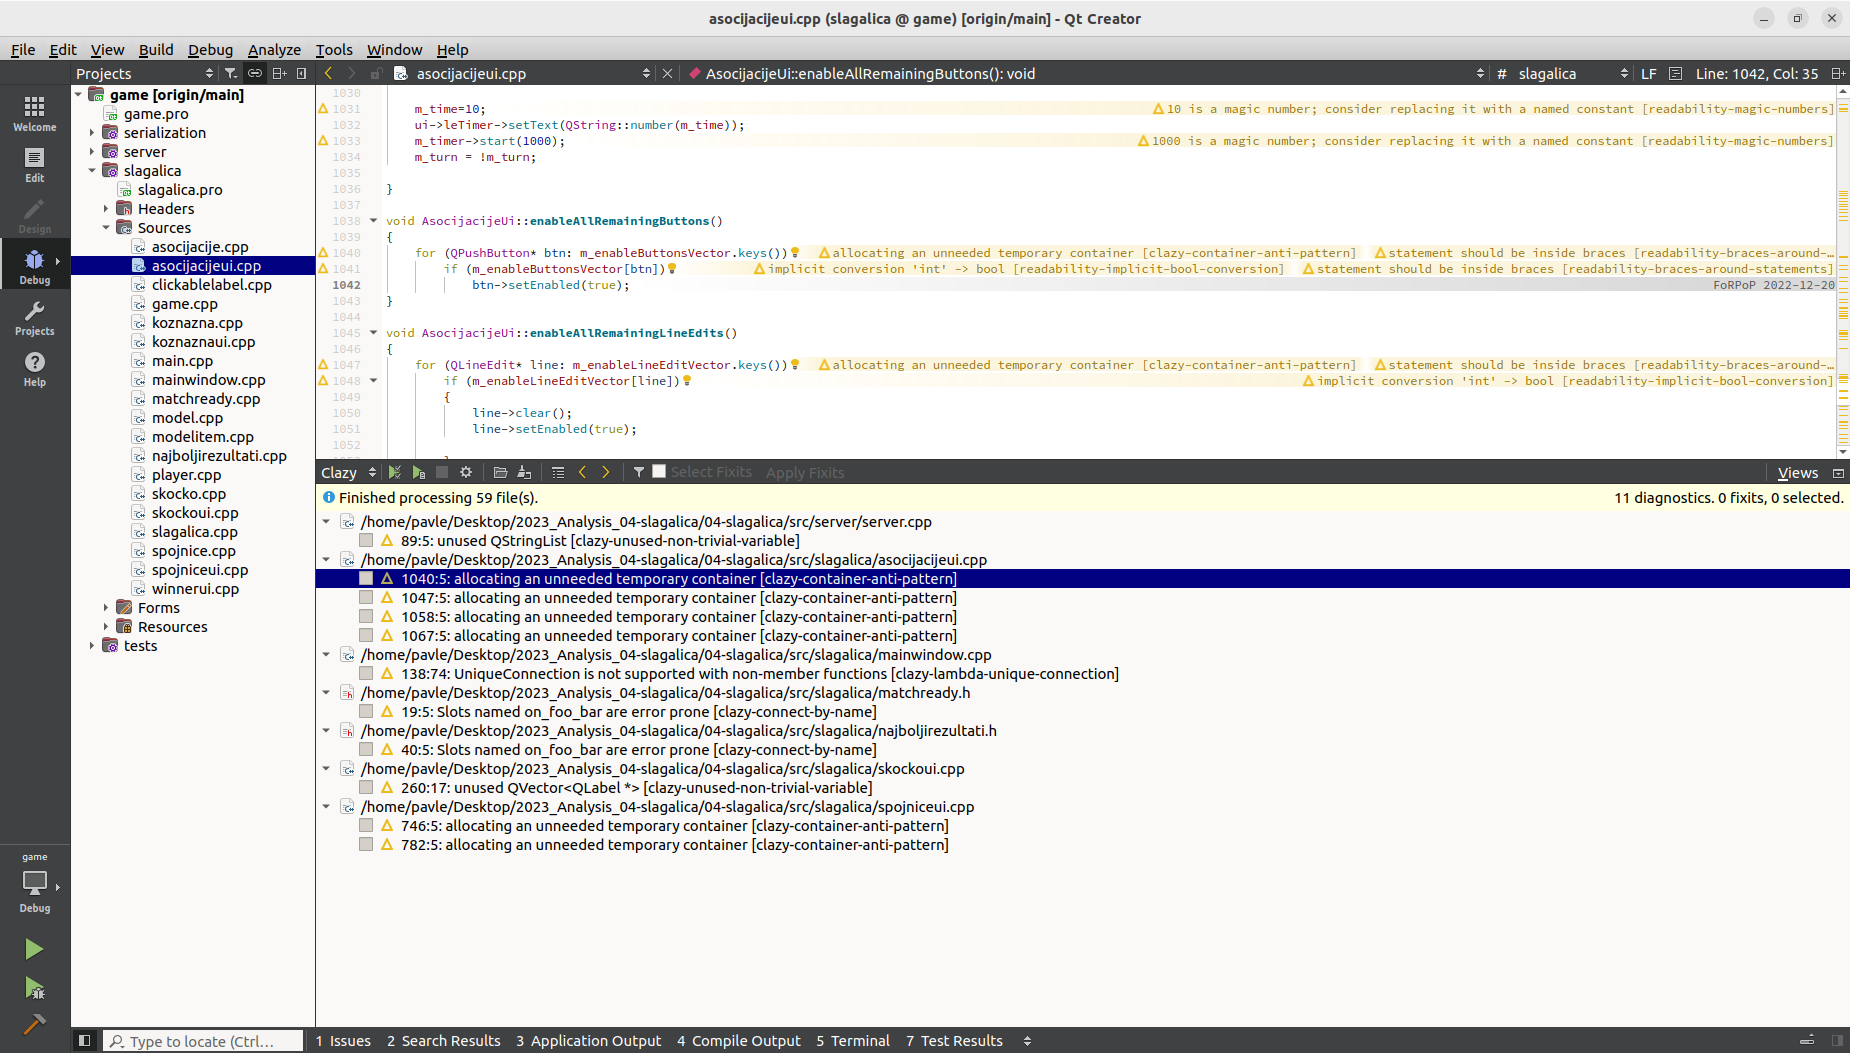 asocijacijeui.cpp (slagalica @ game) [origin/main] - Qt Creator
File Edit View Build Debug Analyze Tools Window Help
Projects
asocijacijeui.cpp
AsocijacijeUi::enableAllRemainingButtons(): void
# slagalica
LF
Line: 1042, Col: 35
Welcome
Edit
Design
Debug
Projects
Help
game
Debug
game [origin/main]
game.pro
serialization
server
slagalica
slagalica.pro
Headers
Sources
asocijacije.cpp
asocijacijeui.cpp
clickablelabel.cpp
game.cpp
koznazna.cpp
koznaznaui.cpp
main.cpp
mainwindow.cpp
matchready.cpp
model.cpp
modelitem.cpp
najboljirezultati.cpp
player.cpp
skocko.cpp
skockoui.cpp
slagalica.cpp
spojnice.cpp
spojniceui.cpp
winnerui.cpp
Forms
Resources
tests
1030
1031 m_time=10; 10 is a magic number; consider replacing it with a named constant [readability-magic-numbers]
1032 ui->leTimer->setText(QString::number(m_time));
1033 m_timer->start(1000); 1000 is a magic number; consider replacing it with a named constant [readability-magic-numbers]
1034 m_turn = !m_turn;
1035
1036 }
1037
1038 void AsocijacijeUi::enableAllRemainingButtons()
1039 {
1040 for (QPushButton* btn: m_enableButtonsVector.keys()) allocating an unneeded temporary container [clazy-container-anti-pattern] statement should be inside braces [readability-braces-around-…
1041 if (m_enableButtonsVector[btn]) implicit conversion 'int' -> bool [readability-implicit-bool-conversion] statement should be inside braces [readability-braces-around-statements]
1042 btn->setEnabled(true); FoRPoP 2022-12-20
1043 }
1044
1045 void AsocijacijeUi::enableAllRemainingLineEdits()
1046 {
1047 for (QLineEdit* line: m_enableLineEditVector.keys()) allocating an unneeded temporary container [clazy-container-anti-pattern] statement should be inside braces [readability-braces-around-…
1048 if (m_enableLineEditVector[line]) implicit conversion 'int' -> bool [readability-implicit-bool-conversion]
1049 {
1050 line->clear();
1051 line->setEnabled(true);
1052
Clazy Select Fixits Apply Fixits Views
Finished processing 59 file(s). 11 diagnostics. 0 fixits, 0 selected.
/home/pavle/Desktop/2023_Analysis_04-slagalica/04-slagalica/src/server/server.cpp
89:5: unused QStringList [clazy-unused-non-trivial-variable]
/home/pavle/Desktop/2023_Analysis_04-slagalica/04-slagalica/src/slagalica/asocijacijeui.cpp
1040:5: allocating an unneeded temporary container [clazy-container-anti-pattern]
1047:5: allocating an unneeded temporary container [clazy-container-anti-pattern]
1058:5: allocating an unneeded temporary container [clazy-container-anti-pattern]
1067:5: allocating an unneeded temporary container [clazy-container-anti-pattern]
/home/pavle/Desktop/2023_Analysis_04-slagalica/04-slagalica/src/slagalica/mainwindow.cpp
138:74: UniqueConnection is not supported with non-member functions [clazy-lambda-unique-connection]
/home/pavle/Desktop/2023_Analysis_04-slagalica/04-slagalica/src/slagalica/matchready.h
19:5: Slots named on_foo_bar are error prone [clazy-connect-by-name]
/home/pavle/Desktop/2023_Analysis_04-slagalica/04-slagalica/src/slagalica/najboljirezultati.h
40:5: Slots named on_foo_bar are error prone [clazy-connect-by-name]
/home/pavle/Desktop/2023_Analysis_04-slagalica/04-slagalica/src/slagalica/skockoui.cpp
260:17: unused QVector<QLabel *> [clazy-unused-non-trivial-variable]
/home/pavle/Desktop/2023_Analysis_04-slagalica/04-slagalica/src/slagalica/spojniceui.cpp
746:5: allocating an unneeded temporary container [clazy-container-anti-pattern]
782:5: allocating an unneeded temporary container [clazy-container-anti-pattern]
Type to locate (Ctrl…
1 Issues 2 Search Results 3 Application Output 4 Compile Output 5 Terminal 7 Test Results